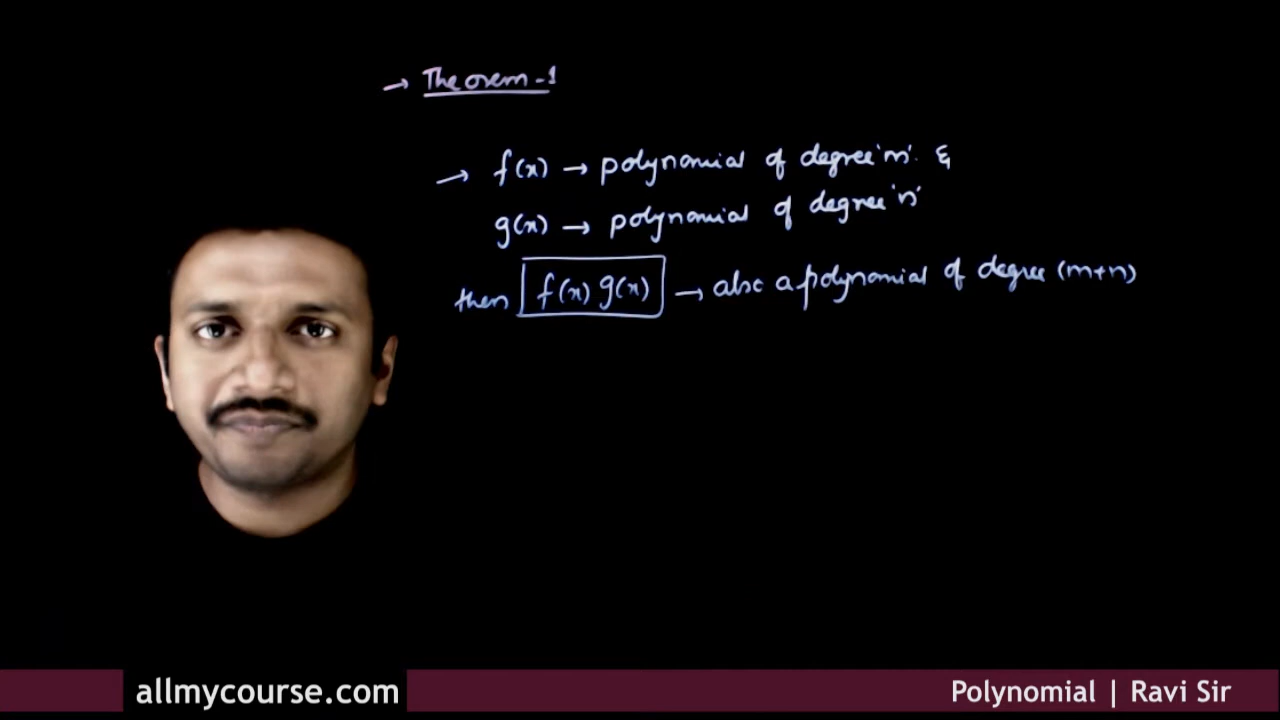 → Theorem-1
→ f(x) → polynomial of degree 'm' &
g(x) → polynomial of degree 'n'
then f(x) g(x) → also a polynomial of degree (m+n)
allmycourse.com
Polynomial | Ravi Sir